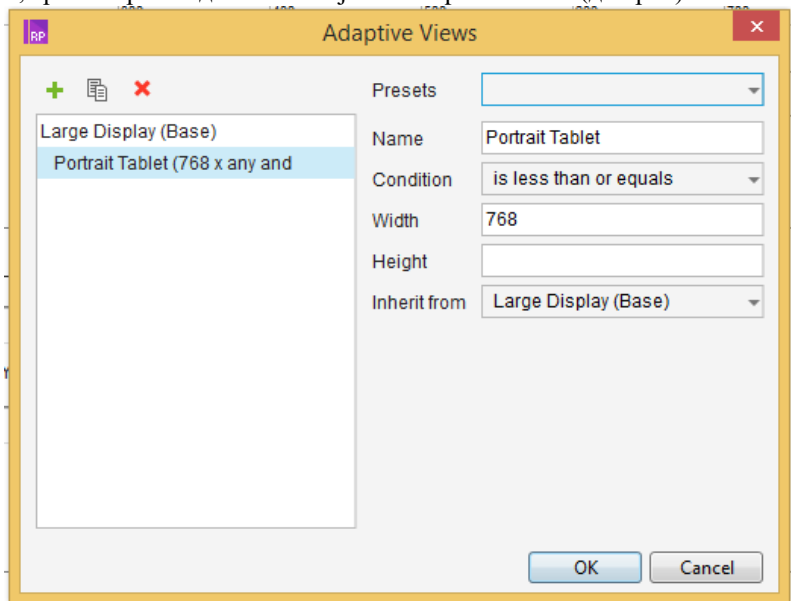 RP Adaptive Views
Presets
Large Display (Base)
Portrait Tablet (768 x any and
Name Portrait Tablet
Condition is less than or equals
Width 768
Height
Inherit from Large Display (Base)
OK Cancel